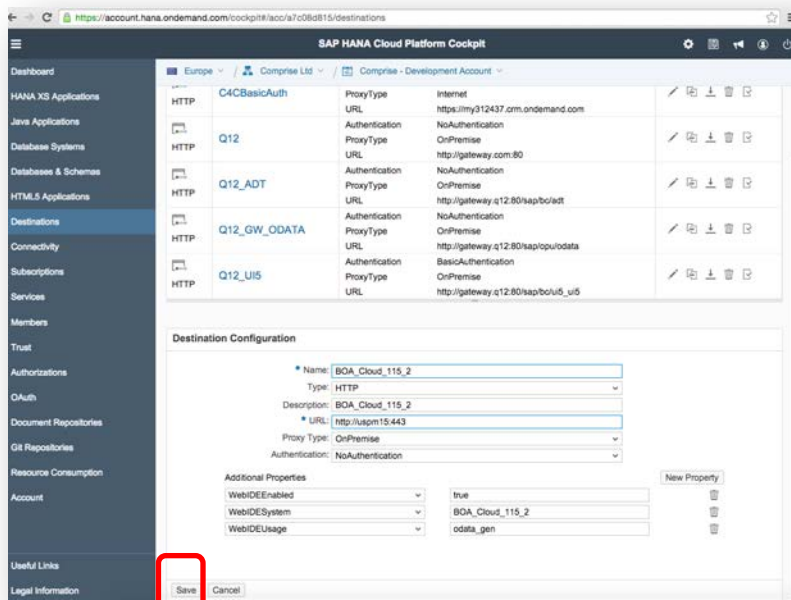 https://account.hana.ondemand.com/cockpit#/acc/a7c08d815/destinations
SAP HANA Cloud Platform Cockpit
Dashboard
HANA XS Applications
Java Applications
Database Systems
Databases & Schemas
HTML5 Applications
Destinations
Connectivity
Subscriptions
Services
Members
Trust
Authorizations
OAuth
Document Repositories
Git Repositories
Resource Consumption
Account
Useful Links
Legal Information
Europe / Comprise Ltd / Comprise - Development Account
HTTP C4CBasicAuth ProxyType Internet
URL https://my312437.crm.ondemand.com
Authentication NoAuthentication
HTTP Q12 ProxyType OnPremise
URL http://gateway.com:80
Authentication NoAuthentication
HTTP Q12_ADT ProxyType OnPremise
URL http://gateway.q12:80/sap/bc/adt
Authentication NoAuthentication
HTTP Q12_GW_ODATA ProxyType OnPremise
URL http://gateway.q12:80/sap/opu/odata
Authentication BasicAuthentication
HTTP Q12_UI5 ProxyType OnPremise
URL http://gateway.q12:80/sap/bc/ui5_ui5
Destination Configuration
* Name: BOA_Cloud_115_2
Type: HTTP
Description: BOA_Cloud_115_2
* URL: http://uspm15:443
Proxy Type: OnPremise
Authentication: NoAuthentication
Additional Properties New Property
WebIDEEnabled true
WebIDESystem BOA_Cloud_115_2
WebIDEUsage odata_gen
Save Cancel